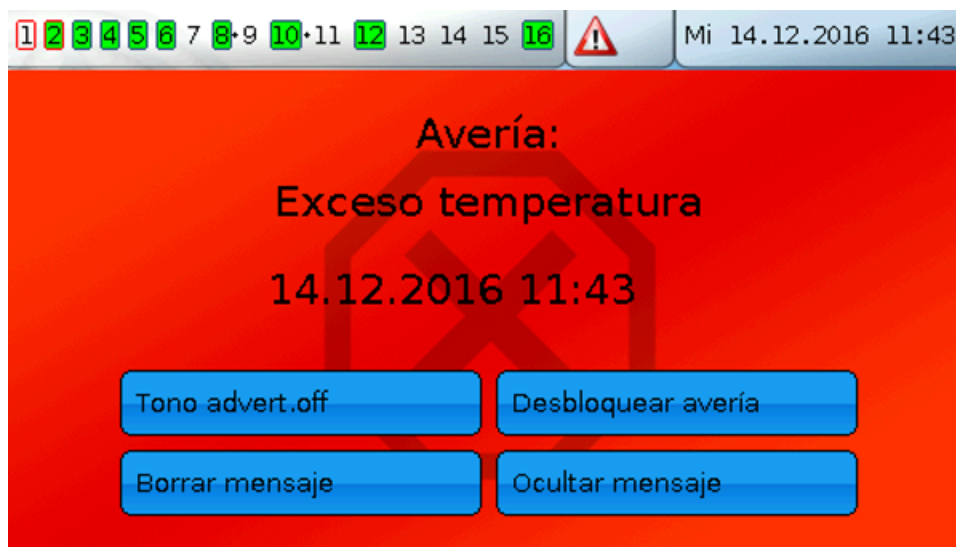 1 2 3 4 5 6 7 8·9 10·11 12 13 14 15 16 Mi 14.12.2016 11:43
Avería:
Exceso temperatura
14.12.2016 11:43
Tono advert.off Desbloquear avería
Borrar mensaje Ocultar mensaje